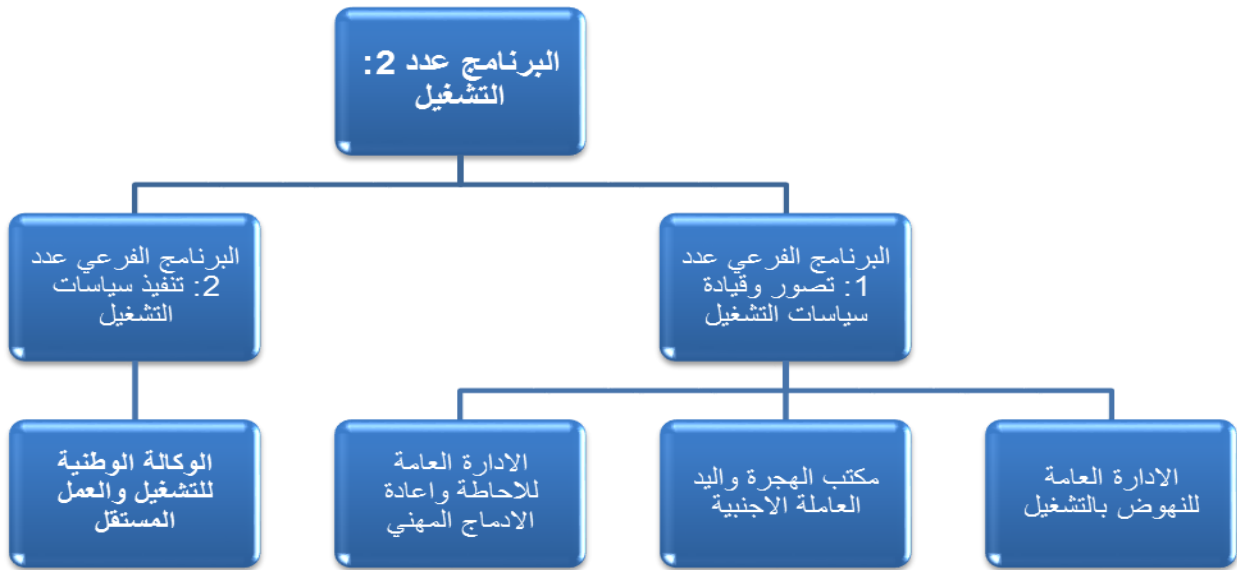 البرنامج عدد 2:
التشغيل
البرنامج الفرعي عدد
1: تصور وقيادة
سياسات التشغيل
البرنامج الفرعي عدد
2: تنفيذ سياسات
التشغيل
الادارة العامة
للنهوض بالتشغيل
مكتب الهجرة واليد
العاملة الاجنبية
الادارة العامة
للاحاطة واعادة
الادماج المهني
الوكالة الوطنية
للتشغيل والعمل
المستقل